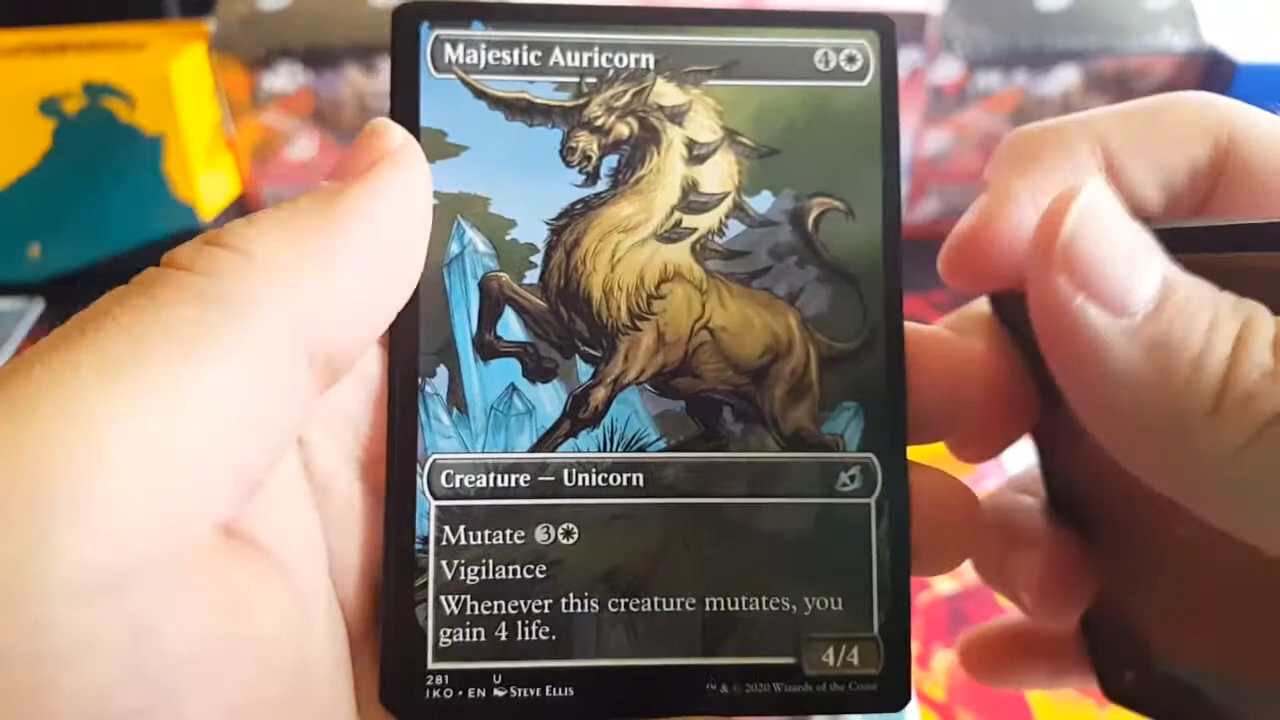 Majestic Auricorn 4
Creature — Unicorn
Mutate 3
Vigilance
Whenever this creature mutates, you
gain 4 life.
4/4
281 U
IKO • EN STEVE ELLIS
™ & © 2020 Wizards of the Coast